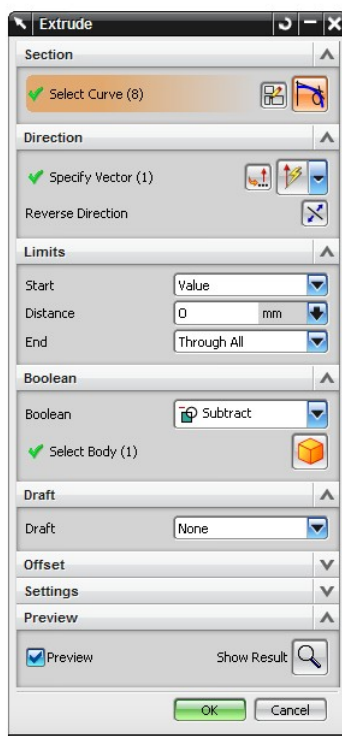 Extrude
Section
Select Curve (8)
Direction
Specify Vector (1)
Reverse Direction
Limits
Start Value
Distance 0 mm
End Through All
Boolean
Boolean Subtract
Select Body (1)
Draft
Draft None
Offset
Settings
Preview
Preview Show Result
OK Cancel